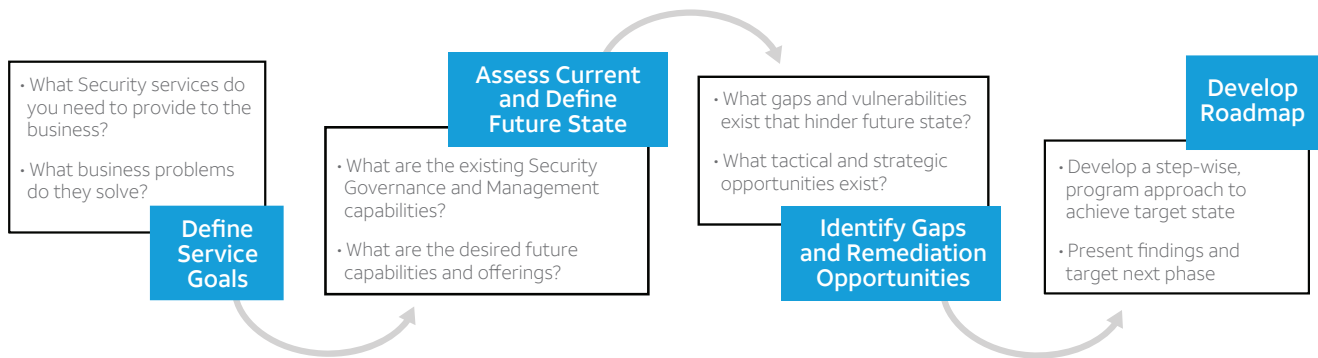 • What Security services do
you need to provide to the
business?
• What business problems
do they solve?
Define
Service
Goals
Assess Current
and Define
Future State
• What are the existing Security
Governance and Management
capabilities?
• What are the desired future
capabilities and offerings?
• What gaps and vulnerabilities
exist that hinder future state?
• What tactical and strategic
opportunities exist?
Identify Gaps
and Remediation
Opportunities
Develop
Roadmap
• Develop a step-wise,
program approach to
achieve target state
• Present findings and
target next phase